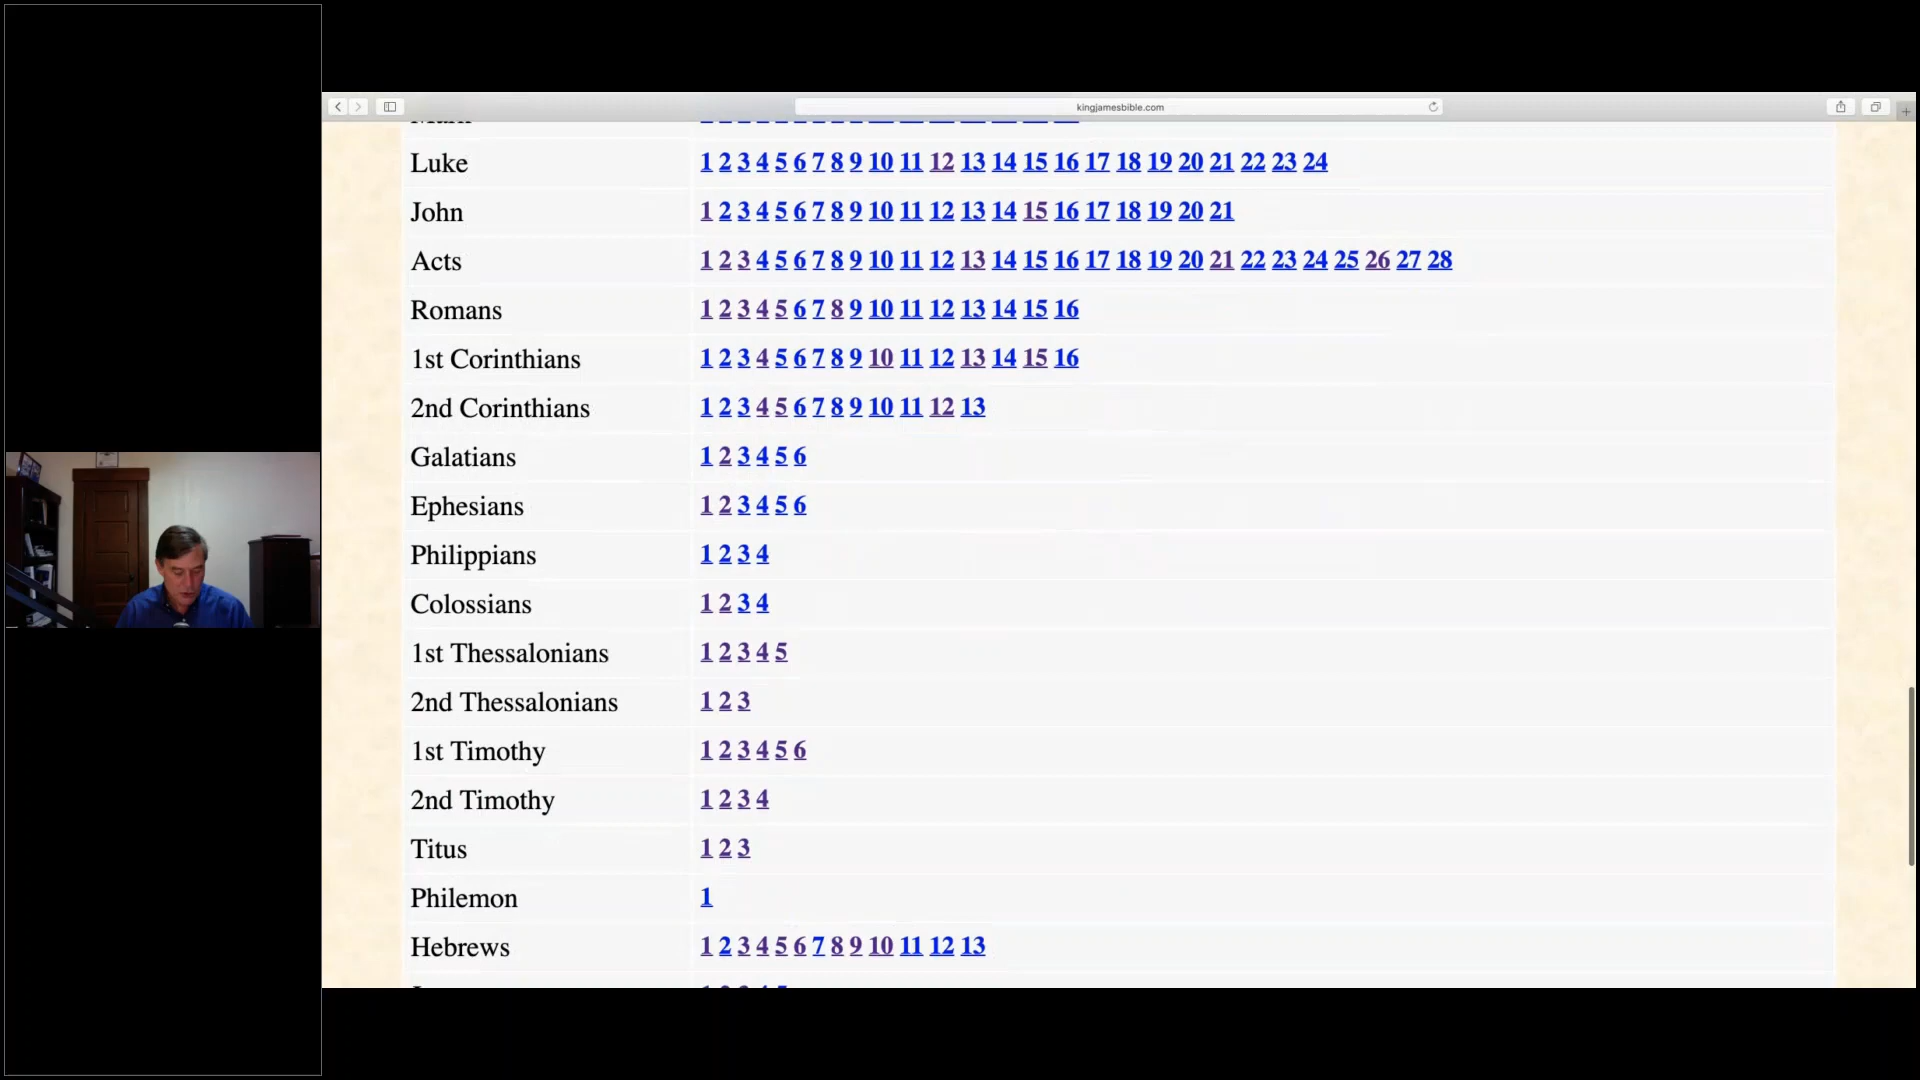 kingjamesbible.com
Luke 1 2 3 4 5 6 7 8 9 10 11 12 13 14 15 16 17 18 19 20 21 22 23 24
John 1 2 3 4 5 6 7 8 9 10 11 12 13 14 15 16 17 18 19 20 21
Acts 1 2 3 4 5 6 7 8 9 10 11 12 13 14 15 16 17 18 19 20 21 22 23 24 25 26 27 28
Romans 1 2 3 4 5 6 7 8 9 10 11 12 13 14 15 16
1st Corinthians 1 2 3 4 5 6 7 8 9 10 11 12 13 14 15 16
2nd Corinthians 1 2 3 4 5 6 7 8 9 10 11 12 13
Galatians 1 2 3 4 5 6
Ephesians 1 2 3 4 5 6
Philippians 1 2 3 4
Colossians 1 2 3 4
1st Thessalonians 1 2 3 4 5
2nd Thessalonians 1 2 3
1st Timothy 1 2 3 4 5 6
2nd Timothy 1 2 3 4
Titus 1 2 3
Philemon 1
Hebrews 1 2 3 4 5 6 7 8 9 10 11 12 13